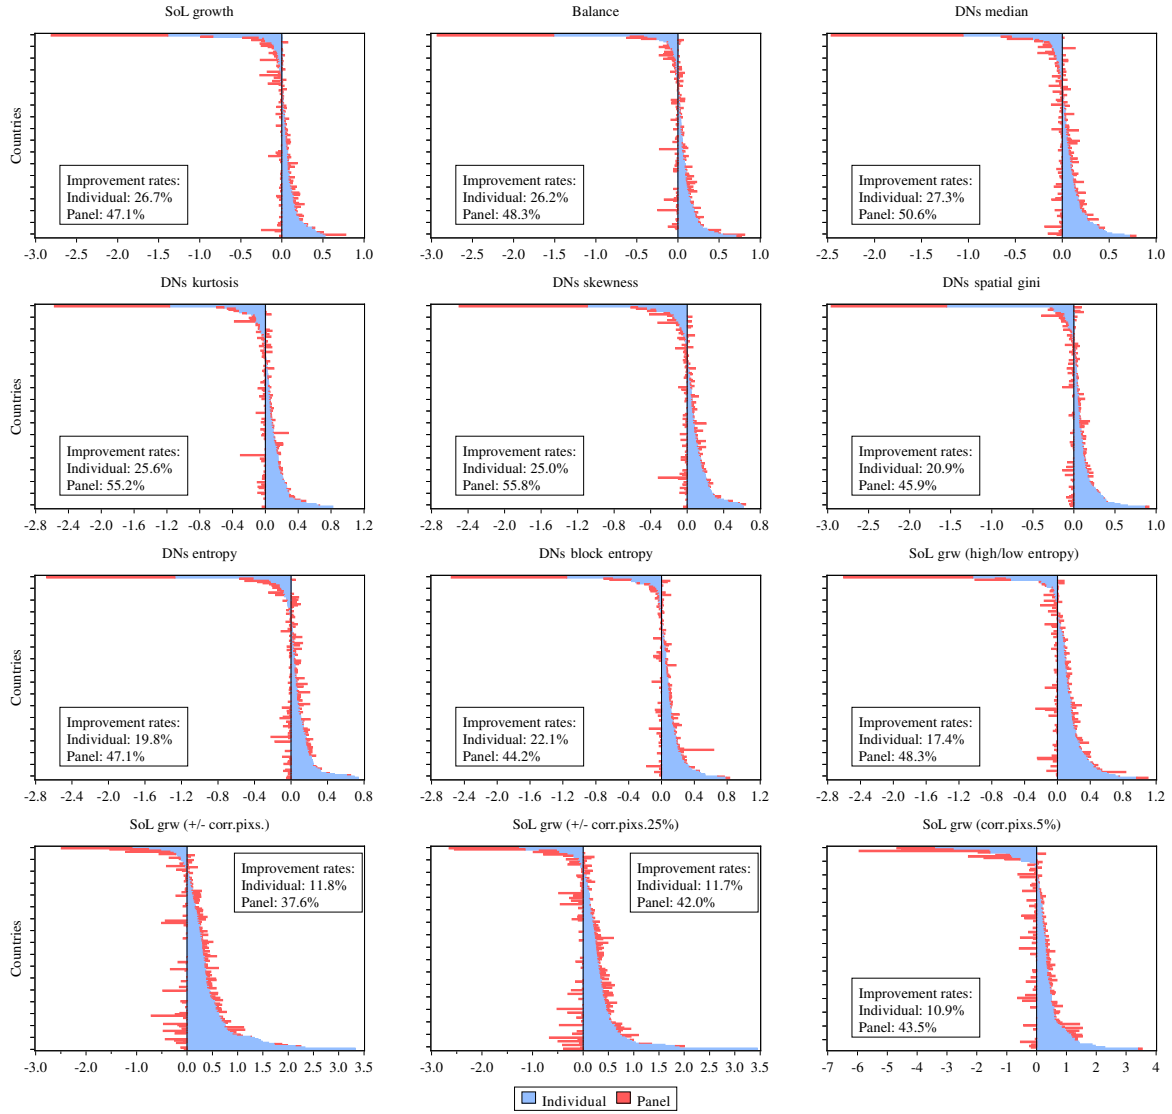 SoL growth
Balance
DNs median
Countries
Improvement rates:
Individual: 26.7%
Panel: 47.1%
Improvement rates:
Individual: 26.2%
Panel: 48.3%
Improvement rates:
Individual: 27.3%
Panel: 50.6%
-3.0 -2.5 -2.0 -1.5 -1.0 -0.5 0.0 0.5 1.0
-3.0 -2.5 -2.0 -1.5 -1.0 -0.5 0.0 0.5 1.0
-2.5 -2.0 -1.5 -1.0 -0.5 0.0 0.5 1.0
DNs kurtosis
DNs skewness
DNs spatial gini
Countries
Improvement rates:
Individual: 25.6%
Panel: 55.2%
Improvement rates:
Individual: 25.0%
Panel: 55.8%
Improvement rates:
Individual: 20.9%
Panel: 45.9%
-2.8 -2.4 -2.0 -1.6 -1.2 -0.8 -0.4 0.0 0.4 0.8 1.2
-2.8 -2.4 -2.0 -1.6 -1.2 -0.8 -0.4 0.0 0.4 0.8
-3.0 -2.5 -2.0 -1.5 -1.0 -0.5 0.0 0.5 1.0
DNs entropy
DNs block entropy
SoL grw (high/low entropy)
Countries
Improvement rates:
Individual: 19.8%
Panel: 47.1%
Improvement rates:
Individual: 22.1%
Panel: 44.2%
Improvement rates:
Individual: 17.4%
Panel: 48.3%
-2.8 -2.4 -2.0 -1.6 -1.2 -0.8 -0.4 0.0 0.4 0.8
-2.8 -2.4 -2.0 -1.6 -1.2 -0.8 -0.4 0.0 0.4 0.8 1.2
-2.8 -2.4 -2.0 -1.6 -1.2 -0.8 -0.4 0.0 0.4 0.8 1.2
SoL grw (+/- corr.pixs.)
SoL grw (+/- corr.pixs.25%)
SoL grw (corr.pixs.5%)
Countries
Improvement rates:
Individual: 11.8%
Panel: 37.6%
Improvement rates:
Individual: 11.7%
Panel: 42.0%
Improvement rates:
Individual: 10.9%
Panel: 43.5%
-3.0 -2.0 -1.0 0.0 0.5 1.0 1.5 2.0 2.5 3.0 3.5
-3.0 -2.0 -1.0 0.0 0.5 1.0 1.5 2.0 2.5 3.0 3.5
-7 -6 -5 -4 -3 -2 -1 0 1 2 3 4
Individual Panel